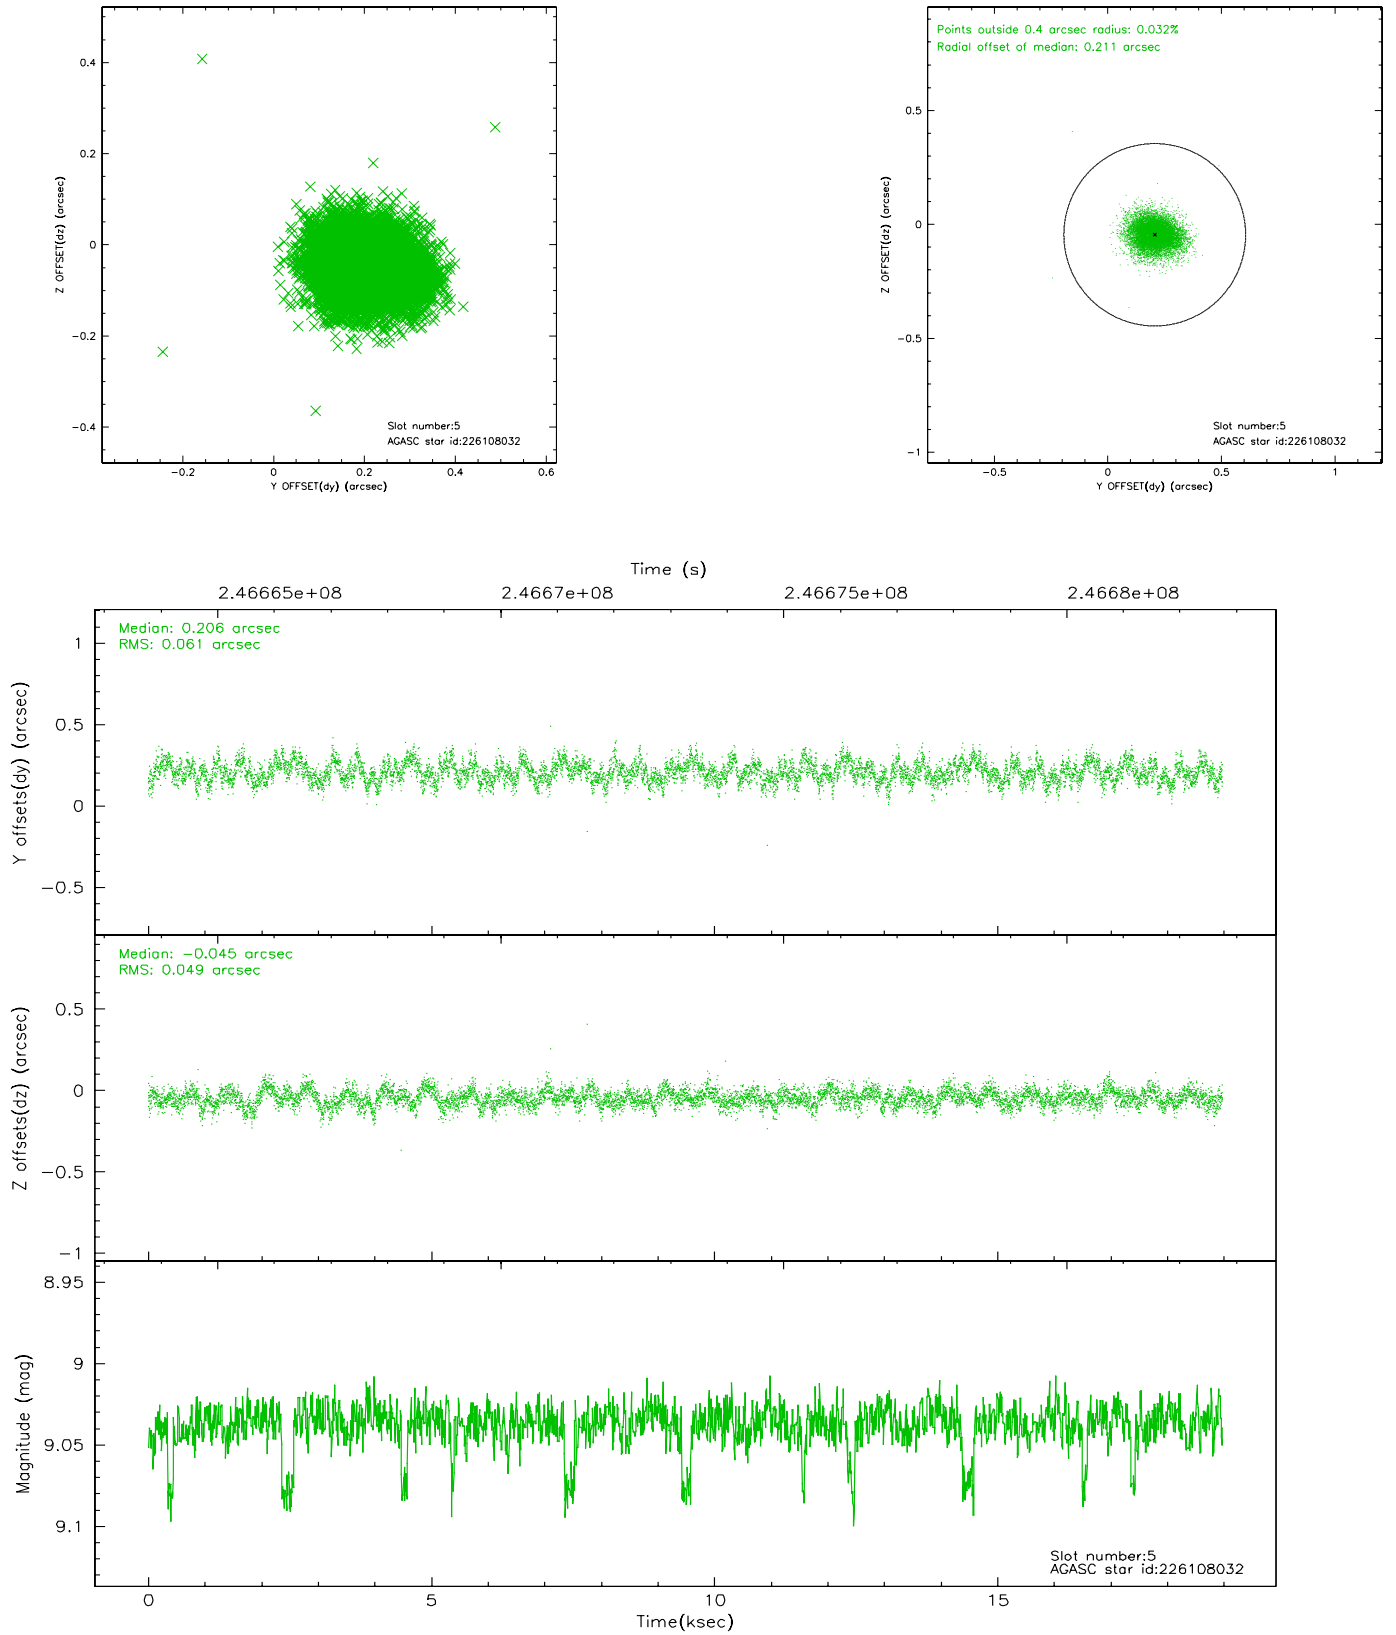 0.4
0.2
0
−0.2
−0.4
Z OFFSET(dz) (arcsec)
Slot number:5
AGASC star id:226108032
−0.2
0
0.2
0.4
0.6
Y OFFSET(dy) (arcsec)
Points outside 0.4 arcsec radius: 0.032%
Radial offset of median: 0.211 arcsec
0.5
0
−0.5
−1
Z OFFSET(dz) (arcsec)
Slot number:5
AGASC star id:226108032
−0.5
0
0.5
1
Y OFFSET(dy) (arcsec)
Time (s)
2.46665e+08
2.4667e+08
2.46675e+08
2.4668e+08
Median: 0.206 arcsec
RMS: 0.061 arcsec
1
0.5
0
−0.5
Y offsets(dy) (arcsec)
Median: −0.045 arcsec
RMS: 0.049 arcsec
0.5
0
−0.5
−1
Z offsets(dz) (arcsec)
8.95
9
9.05
9.1
Magnitude (mag)
Slot number:5
AGASC star id:226108032
0
5
10
15
Time(ksec)